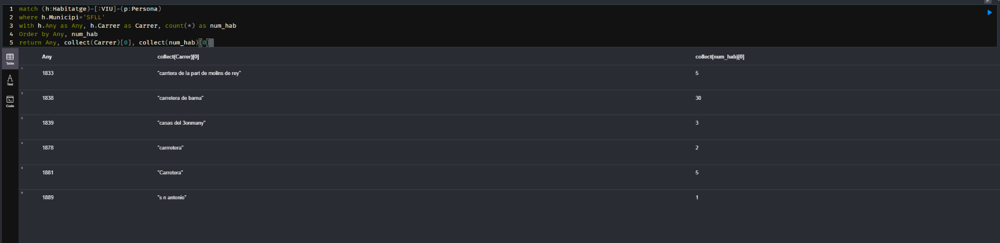 1 match (h:Habitatge)-[:VIU]-(p:Persona)
2 where h.Municipi='SFLL'
3 with h.Any as Any, h.Carrer as Carrer, count(*) as num_hab
4 Order by Any, num_hab
5 return Any, collect(Carrer)[0], collect(num_hab)[0]
Any collect(Carrer)[0] collect(num_hab)[0]
Table
1 1833 "carrtera de la part de molins de rey" 5
Text
2 1838 "carretera de barna" 30
Code
3 1839 "casas del 3onmany" 3
4 1878 "carrretera" 2
5 1881 "Carretera" 5
6 1889 "s n antonio" 1